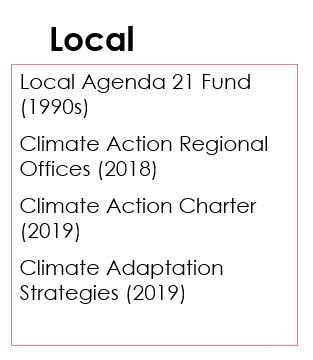 Local
Local Agenda 21 Fund
(1990s)
Climate Action Regional
Offices (2018)
Climate Action Charter
(2019)
Climate Adaptation
Strategies (2019)